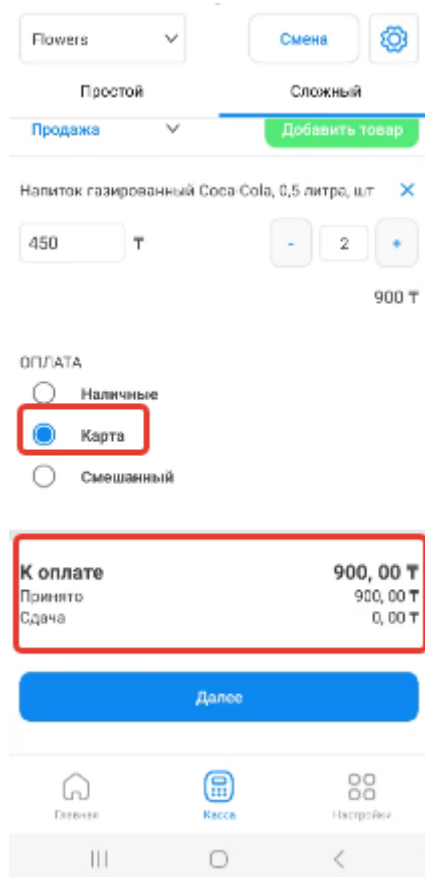 Flowers Смена
Простой Сложный
Продажа Добавить товар
Напиток газированный Coca-Cola, 0,5 литра, шт ×
450 ₸ - 2 +
900 ₸
ОПЛАТА
Наличные
Карта
Смешанный
К оплате 900, 00 ₸
Принято 900, 00 ₸
Сдача 0, 00 ₸
Далее
Главная Касса Настройки